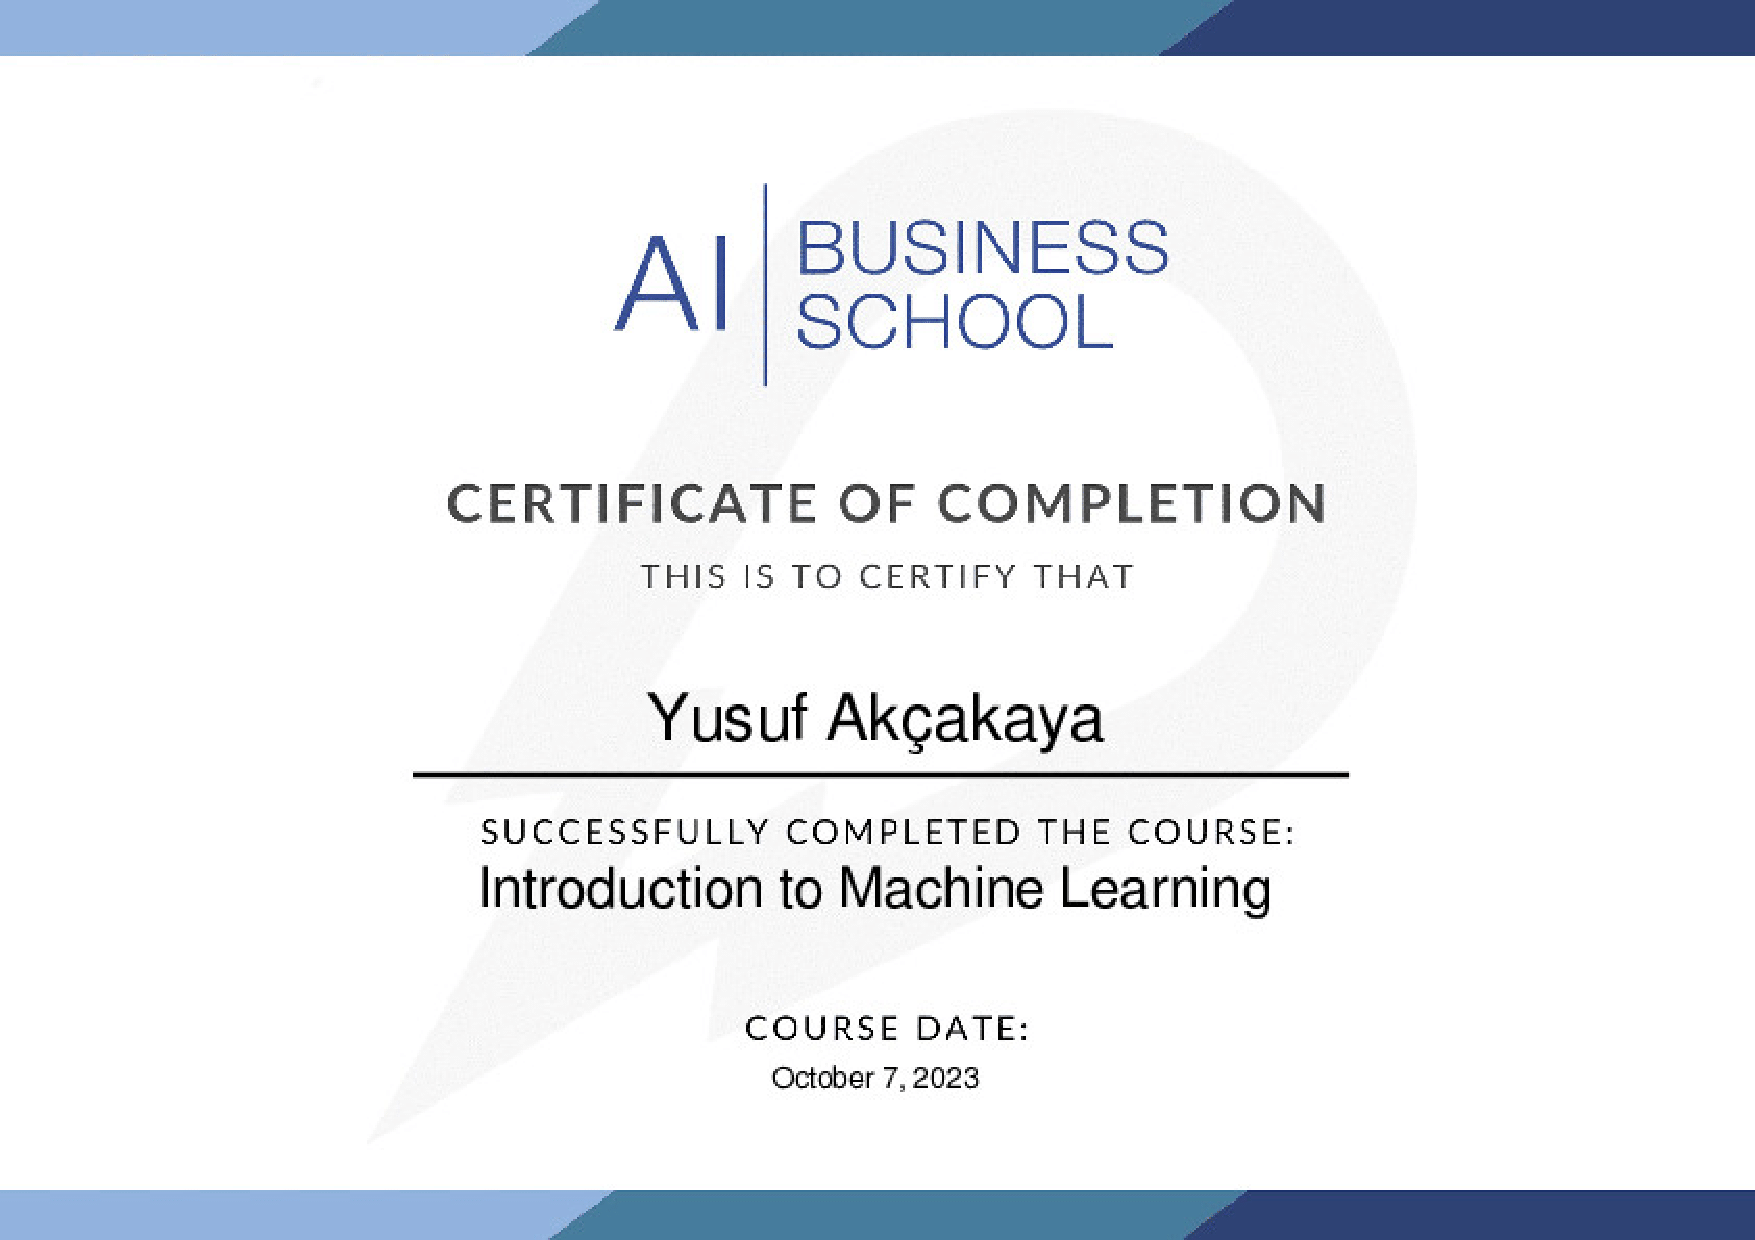 AI BUSINESS
SCHOOL
CERTIFICATE OF COMPLETION
THIS IS TO CERTIFY THAT
Yusuf Akçakaya
SUCCESSFULLY COMPLETED THE COURSE:
Introduction to Machine Learning
COURSE DATE:
October 7, 2023